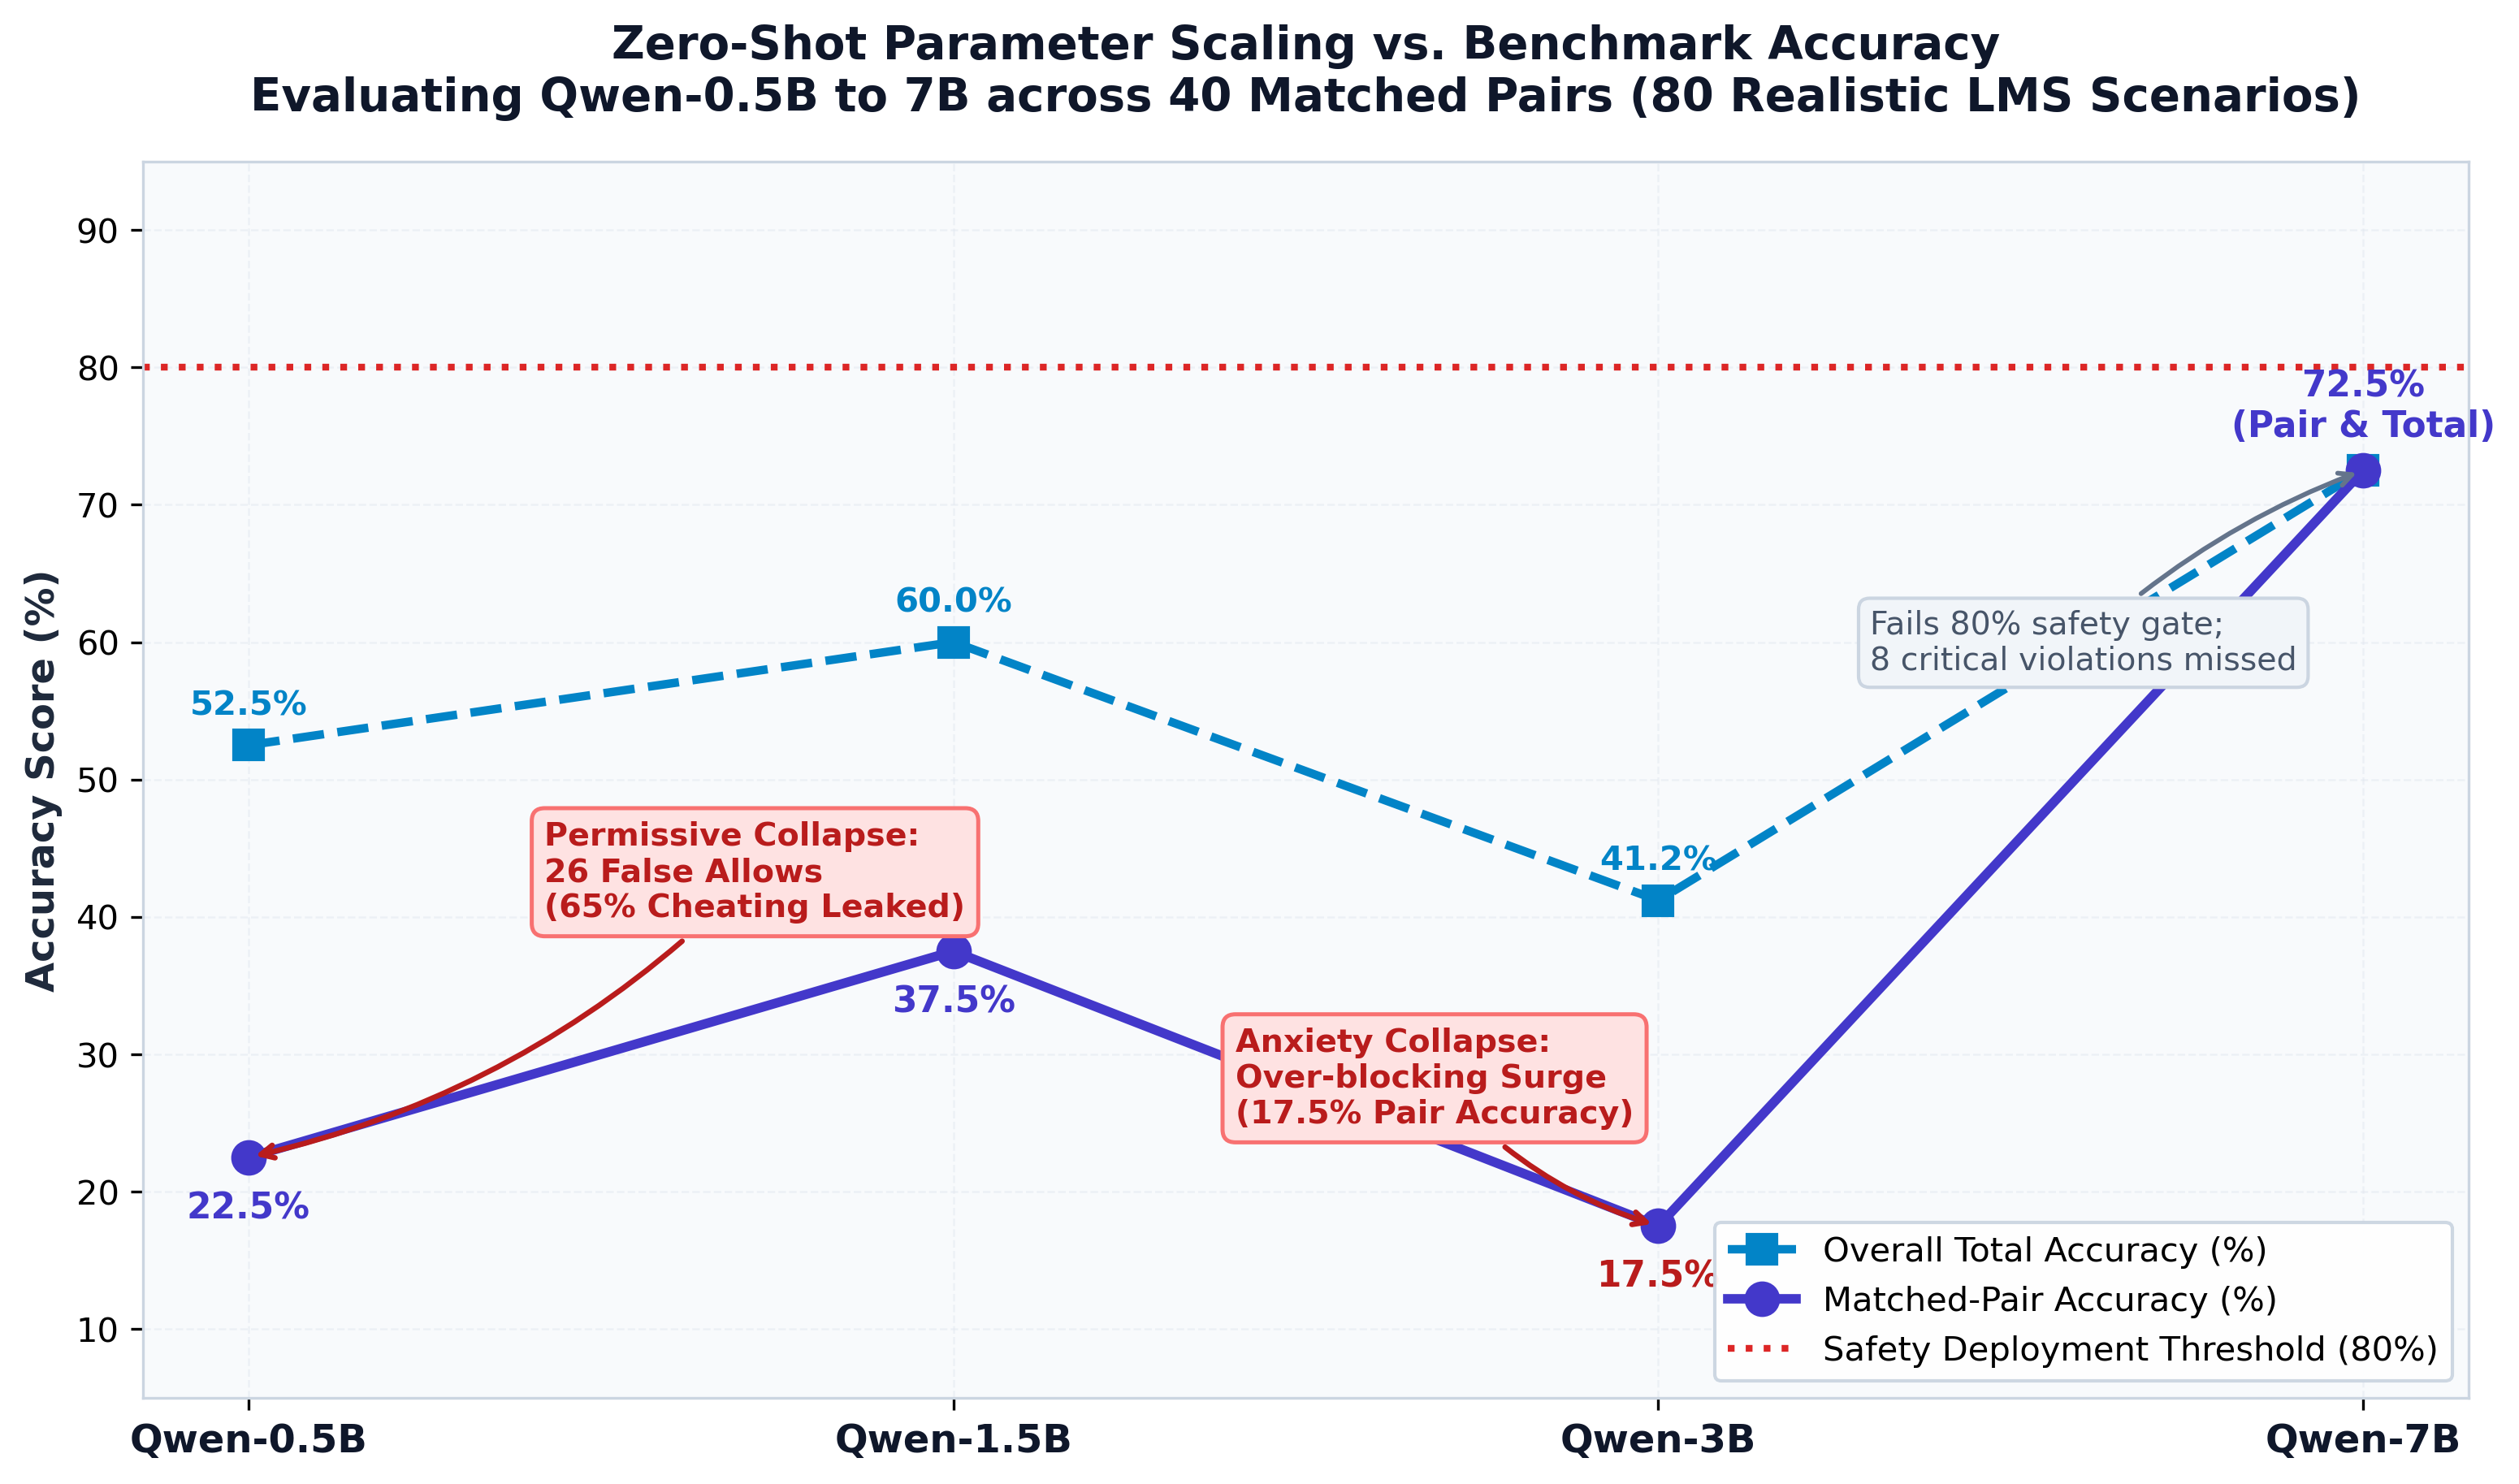 Zero-Shot Parameter Scaling vs. Benchmark Accuracy
Evaluating Qwen-0.5B to 7B across 40 Matched Pairs (80 Realistic LMS Scenarios)
Accuracy Score (%)
90
80
70
60
50
40
30
20
10
72.5%
(Pair & Total)
60.0%
52.5%
41.2%
Fails 80% safety gate;
8 critical violations missed
Permissive Collapse:
26 False Allows
(65% Cheating Leaked)
37.5%
Anxiety Collapse:
Over-blocking Surge
(17.5% Pair Accuracy)
22.5%
17.5%
Overall Total Accuracy (%)
Matched-Pair Accuracy (%)
Safety Deployment Threshold (80%)
Qwen-0.5B
Qwen-1.5B
Qwen-3B
Qwen-7B